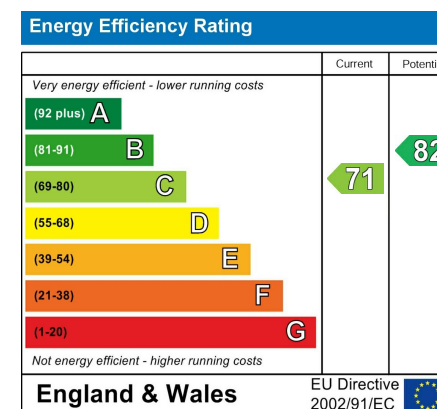 Energy Efficiency Rating
Current Potenti
Very energy efficient - lower running costs
(92 plus) A
(81-91) B 82
(69-80) C 71
(55-68) D
(39-54) E
(21-38) F
(1-20) G
Not energy efficient - higher running costs
England & Wales
EU Directive
2002/91/EC